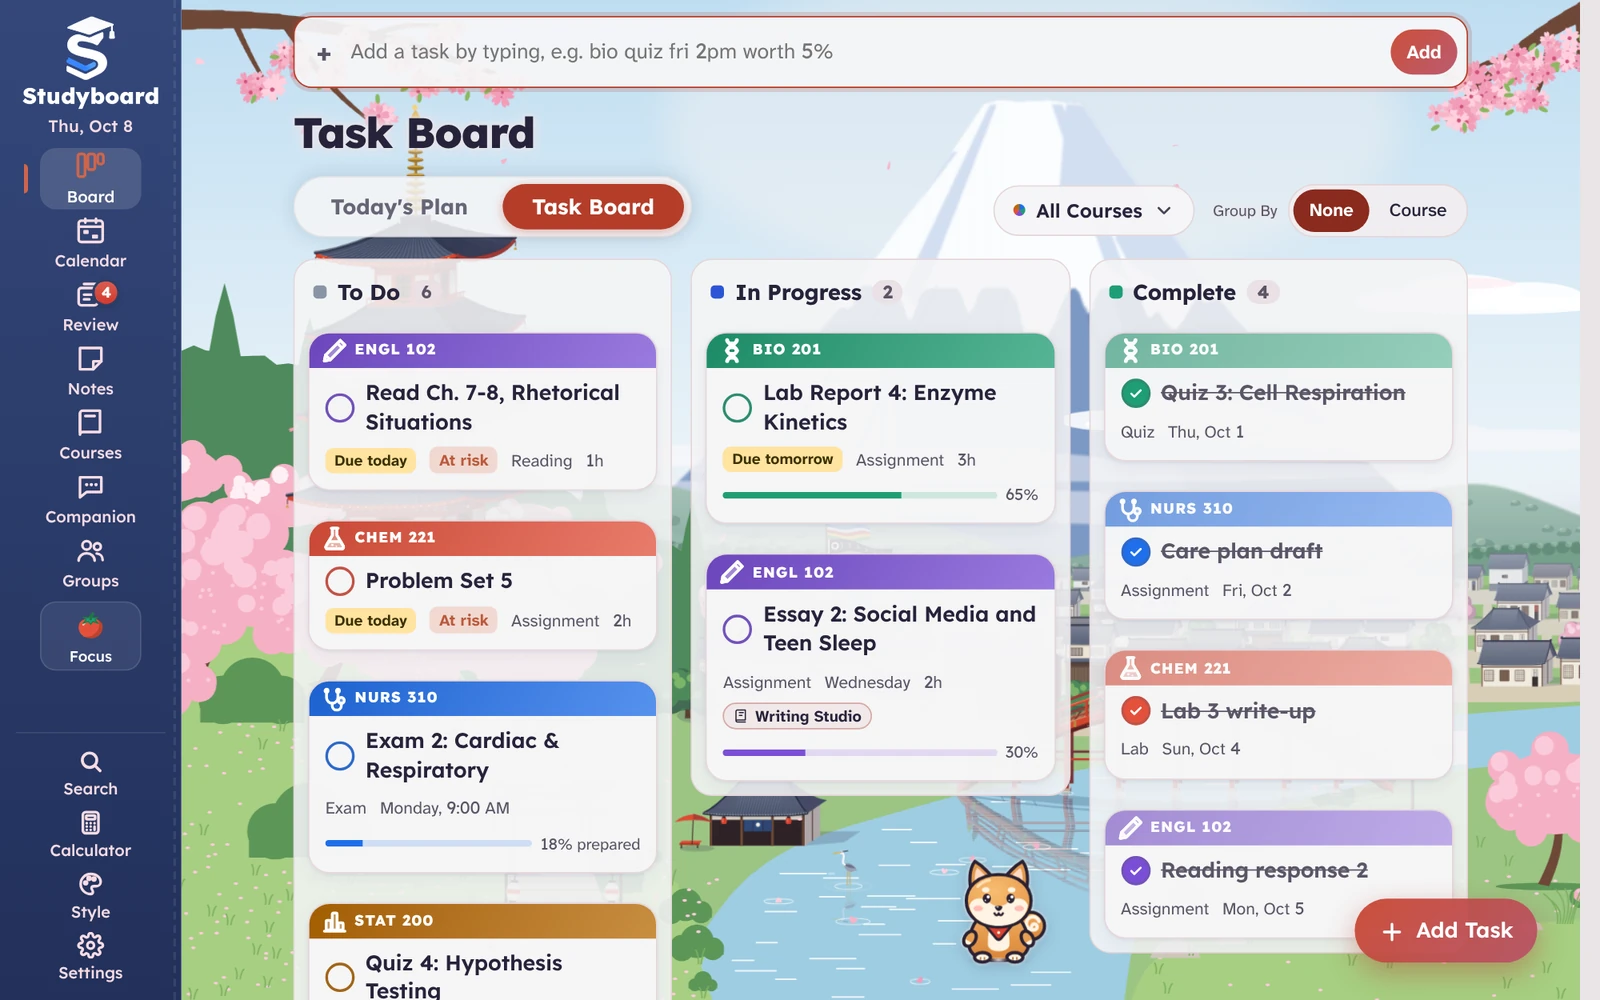 Studyboard
Thu, Oct 8
Board
Calendar
4
Review
Notes
Courses
Companion
Groups
Focus
Search
Calculator
Style
Settings
+ Add a task by typing, e.g. bio quiz fri 2pm worth 5%
Add
Task Board
Today's Plan
Task Board
All Courses
Group By
None
Course
To Do 6
ENGL 102
Read Ch. 7-8, Rhetorical
Situations
Due today At risk Reading 1h
CHEM 221
Problem Set 5
Due today At risk Assignment 2h
NURS 310
Exam 2: Cardiac &
Respiratory
Exam Monday, 9:00 AM
18% prepared
STAT 200
Quiz 4: Hypothesis
Testing
In Progress 2
BIO 201
Lab Report 4: Enzyme
Kinetics
Due tomorrow Assignment 3h
65%
ENGL 102
Essay 2: Social Media and
Teen Sleep
Assignment Wednesday 2h
Writing Studio
30%
Complete 4
BIO 201
Quiz 3: Cell Respiration
Quiz Thu, Oct 1
NURS 310
Care plan draft
Assignment Fri, Oct 2
CHEM 221
Lab 3 write-up
Lab Sun, Oct 4
ENGL 102
Reading response 2
Assignment Mon, Oct 5
+ Add Task